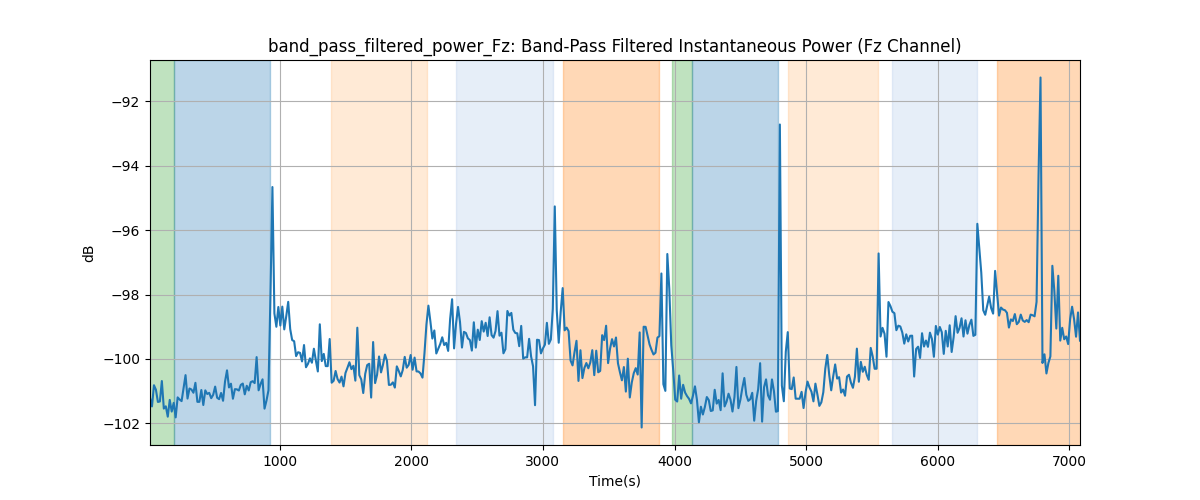 band_pass_filtered_power_Fz: Band-Pass Filtered Instantaneous Power (Fz Channel)
−92
−94
−96
−98
−100
−102
dB
1000 2000 3000 4000 5000 6000 7000
Time(s)